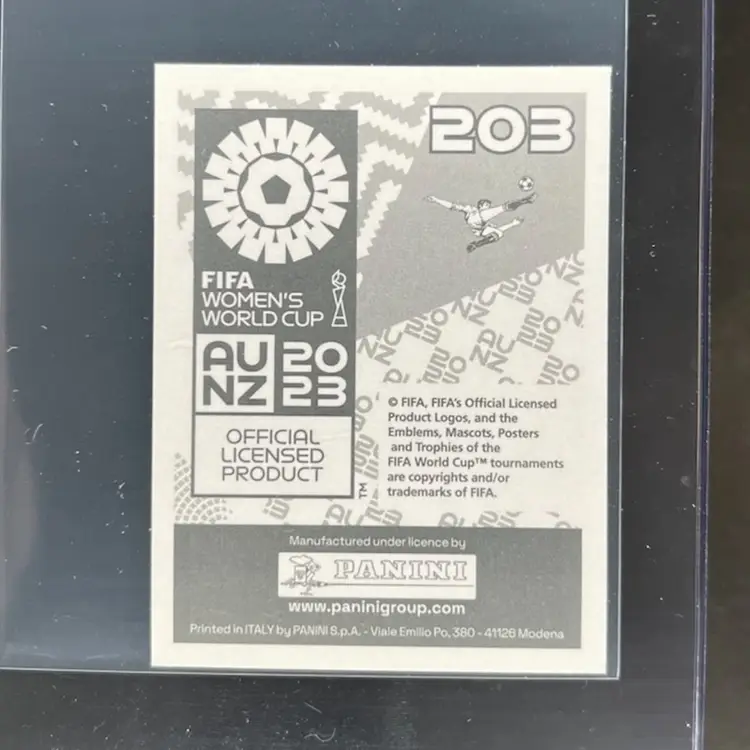 203
FIFA
WOMEN'S
WORLD CUP
AU 20
NZ 23
OFFICIAL
LICENSED
PRODUCT
TM
© FIFA, FIFA's Official Licensed
Product Logos, and the
Emblems, Mascots, Posters
and Trophies of the
FIFA World Cup™ tournaments
are copyrights and/or
trademarks of FIFA.
Manufactured under licence by
PANINI
www.paninigroup.com
Printed in ITALY by PANINI S.p.A. - Viale Emilio Po, 380 - 41126 Modena